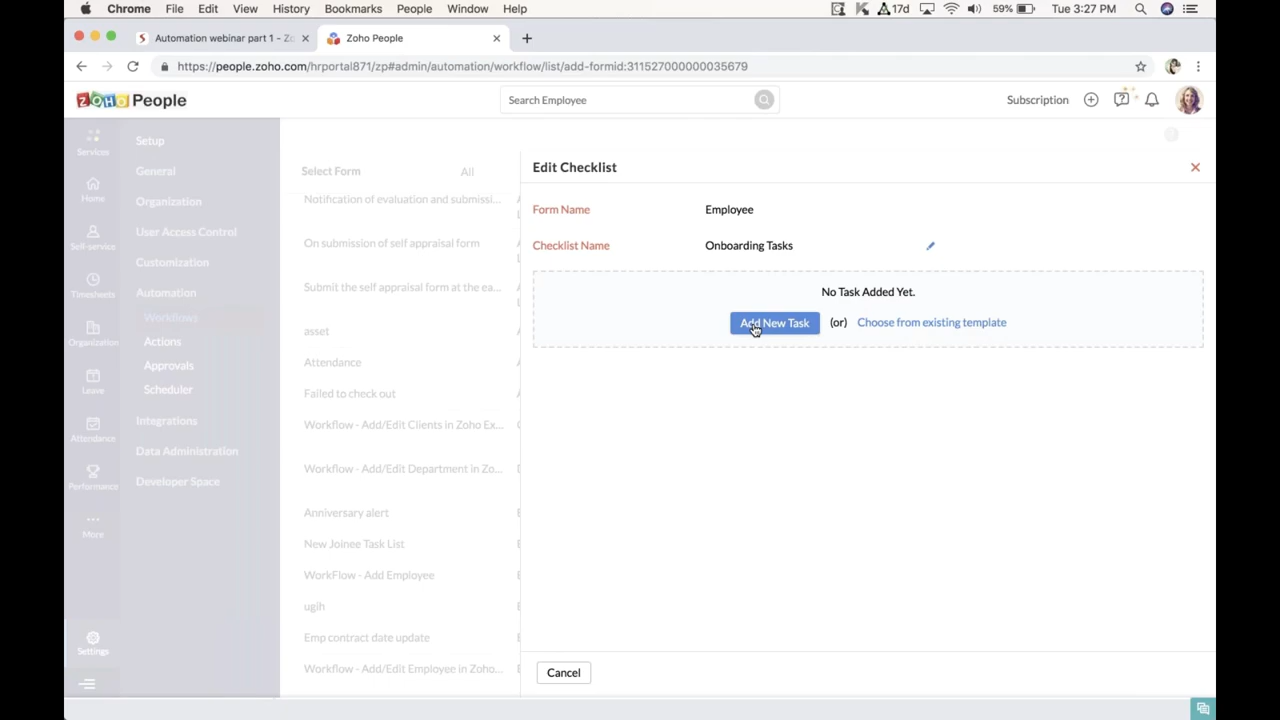 Chrome File Edit View History Bookmarks People Window Help 17d 59% Tue 3:27 PM
Automation webinar part 1 - Zo
Zoho People
https://people.zoho.com/hrportal871/zp#admin/automation/workflow/list/add-formid:311527000000035679
ZOHO People
Search Employee
Subscription
Services
Home
Self-service
Timesheets
Organization
Leave
Attendance
Performance
More
Settings
Setup
General
Organization
User Access Control
Customization
Automation
Workflows
Actions
Approvals
Scheduler
Integrations
Data Administration
Developer Space
Select Form All
Notification of evaluation and submissi...
On submission of self appraisal form
Submit the self appraisal form at the ea...
asset
Attendance
Failed to check out
Workflow - Add/Edit Clients in Zoho Ex...
Workflow - Add/Edit Department in Zo...
Anniversary alert
New Joinee Task List
WorkFlow - Add Employee
ugih
Emp contract date update
Workflow - Add/Edit Employee in Zoho...
Edit Checklist
Form Name Employee
Checklist Name Onboarding Tasks
No Task Added Yet.
Add New Task (or) Choose from existing template
Cancel